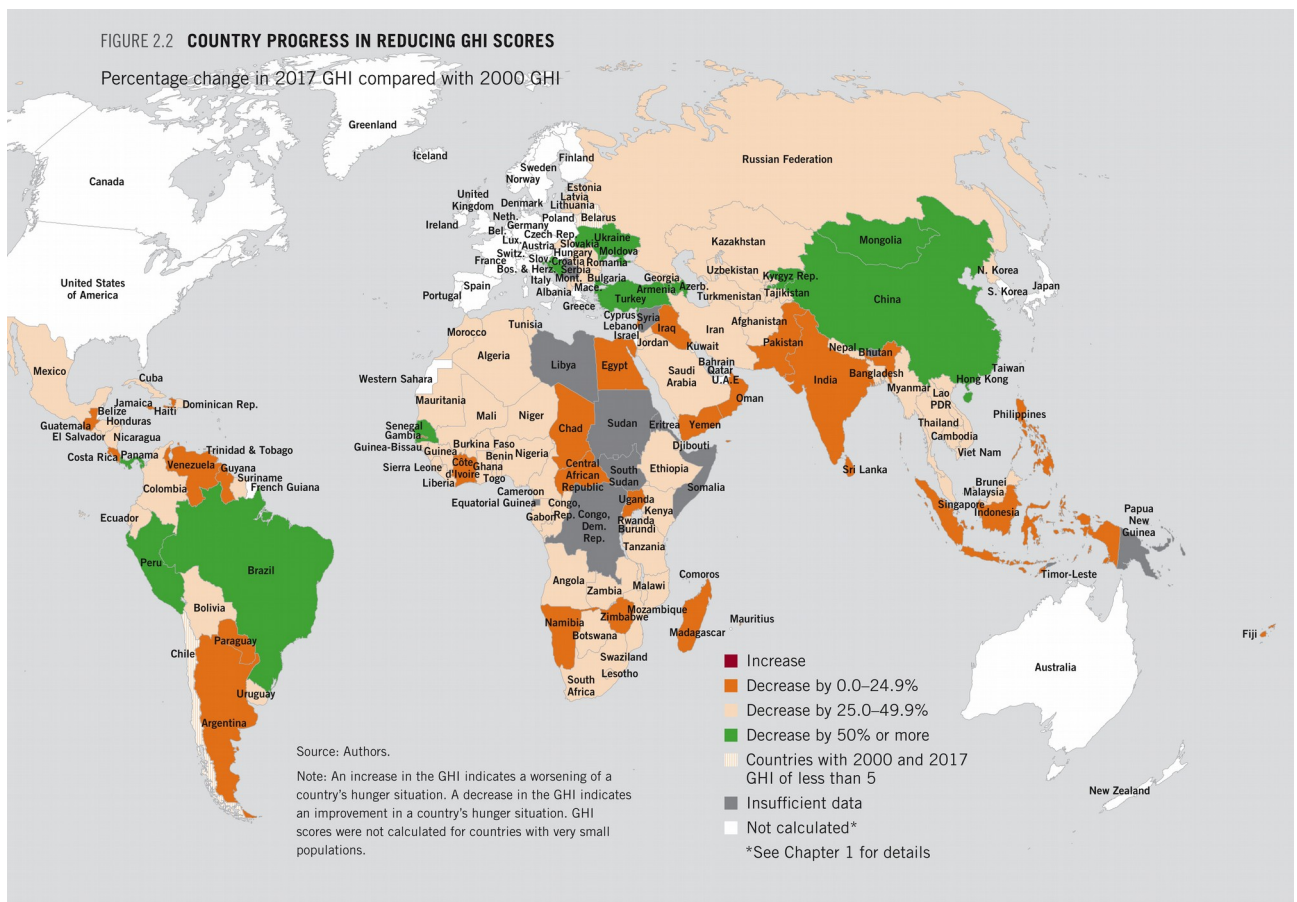 FIGURE 2.2 COUNTRY PROGRESS IN REDUCING GHI SCORES
Percentage change in 2017 GHI compared with 2000 GHI
Greenland
Iceland
Canada
United States
of America
Finland
Sweden
Norway
Estonia
Latvia
Lithuania
United
Kingdom
Denmark
Ireland
Neth.
Poland
Belarus
Bel.
Germany
Lux.
Czech Rep.
Ukraine
Austria
Slovakia
Moldova
Switz.
Slov.
Hungary
France
Croatia
Romania
Bos. & Herz.
Serbia
Italy
Mont.
Bulgaria
Spain
Mace.
Portugal
Albania
Greece
Georgia
Armenia
Azerb.
Turkey
Russian Federation
Kazakhstan
Mongolia
Uzbekistan
Kyrgyz Rep.
Turkmenistan
Tajikistan
China
N. Korea
S. Korea
Japan
Cyprus
Syria
Lebanon
Israel
Iraq
Jordan
Kuwait
Iran
Afghanistan
Pakistan
Nepal
Bhutan
India
Bangladesh
Myanmar
Taiwan
Hong Kong
Lao
PDR
Thailand
Cambodia
Viet Nam
Philippines
Sri Lanka
Bahrain
Qatar
U.A.E
Saudi
Arabia
Oman
Yemen
Tunisia
Morocco
Algeria
Libya
Egypt
Western Sahara
Mauritania
Mali
Niger
Chad
Sudan
Eritrea
Djibouti
Senegal
Gambia
Guinea-Bissau
Guinea
Burkina Faso
Benin
Nigeria
Sierra Leone
Côte
d'Ivoire
Ghana
Togo
Liberia
Central
African
Republic
South
Sudan
Ethiopia
Somalia
Cameroon
Equatorial Guinea
Gabon
Congo,
Rep.
Congo,
Dem.
Rep.
Uganda
Kenya
Rwanda
Burundi
Tanzania
Angola
Zambia
Malawi
Comoros
Mozambique
Zimbabwe
Namibia
Botswana
Madagascar
Mauritius
Swaziland
Lesotho
South
Africa
Mexico
Cuba
Jamaica
Haiti
Dominican Rep.
Belize
Honduras
Guatemala
El Salvador
Nicaragua
Costa Rica
Panama
Trinidad & Tobago
Venezuela
Guyana
Suriname
French Guiana
Colombia
Ecuador
Peru
Brazil
Bolivia
Paraguay
Chile
Uruguay
Argentina
Brunei
Malaysia
Singapore
Indonesia
Papua
New
Guinea
Timor-Leste
Fiji
Australia
New Zealand
Increase
Decrease by 0.0–24.9%
Decrease by 25.0–49.9%
Decrease by 50% or more
Countries with 2000 and 2017
GHI of less than 5
Insufficient data
Not calculated*
*See Chapter 1 for details
Source: Authors.
Note: An increase in the GHI indicates a worsening of a
country's hunger situation. A decrease in the GHI indicates
an improvement in a country's hunger situation. GHI
scores were not calculated for countries with very small
populations.